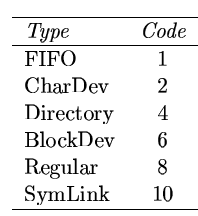 Type Code
FIFO 1
CharDev 2
Directory 4
BlockDev 6
Regular 8
SymLink 10